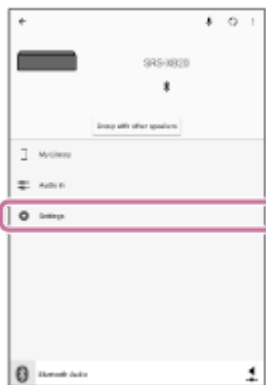 SRS-XB20
Group with other speakers
My Library
Audio In
Settings
Bluetooth Audio